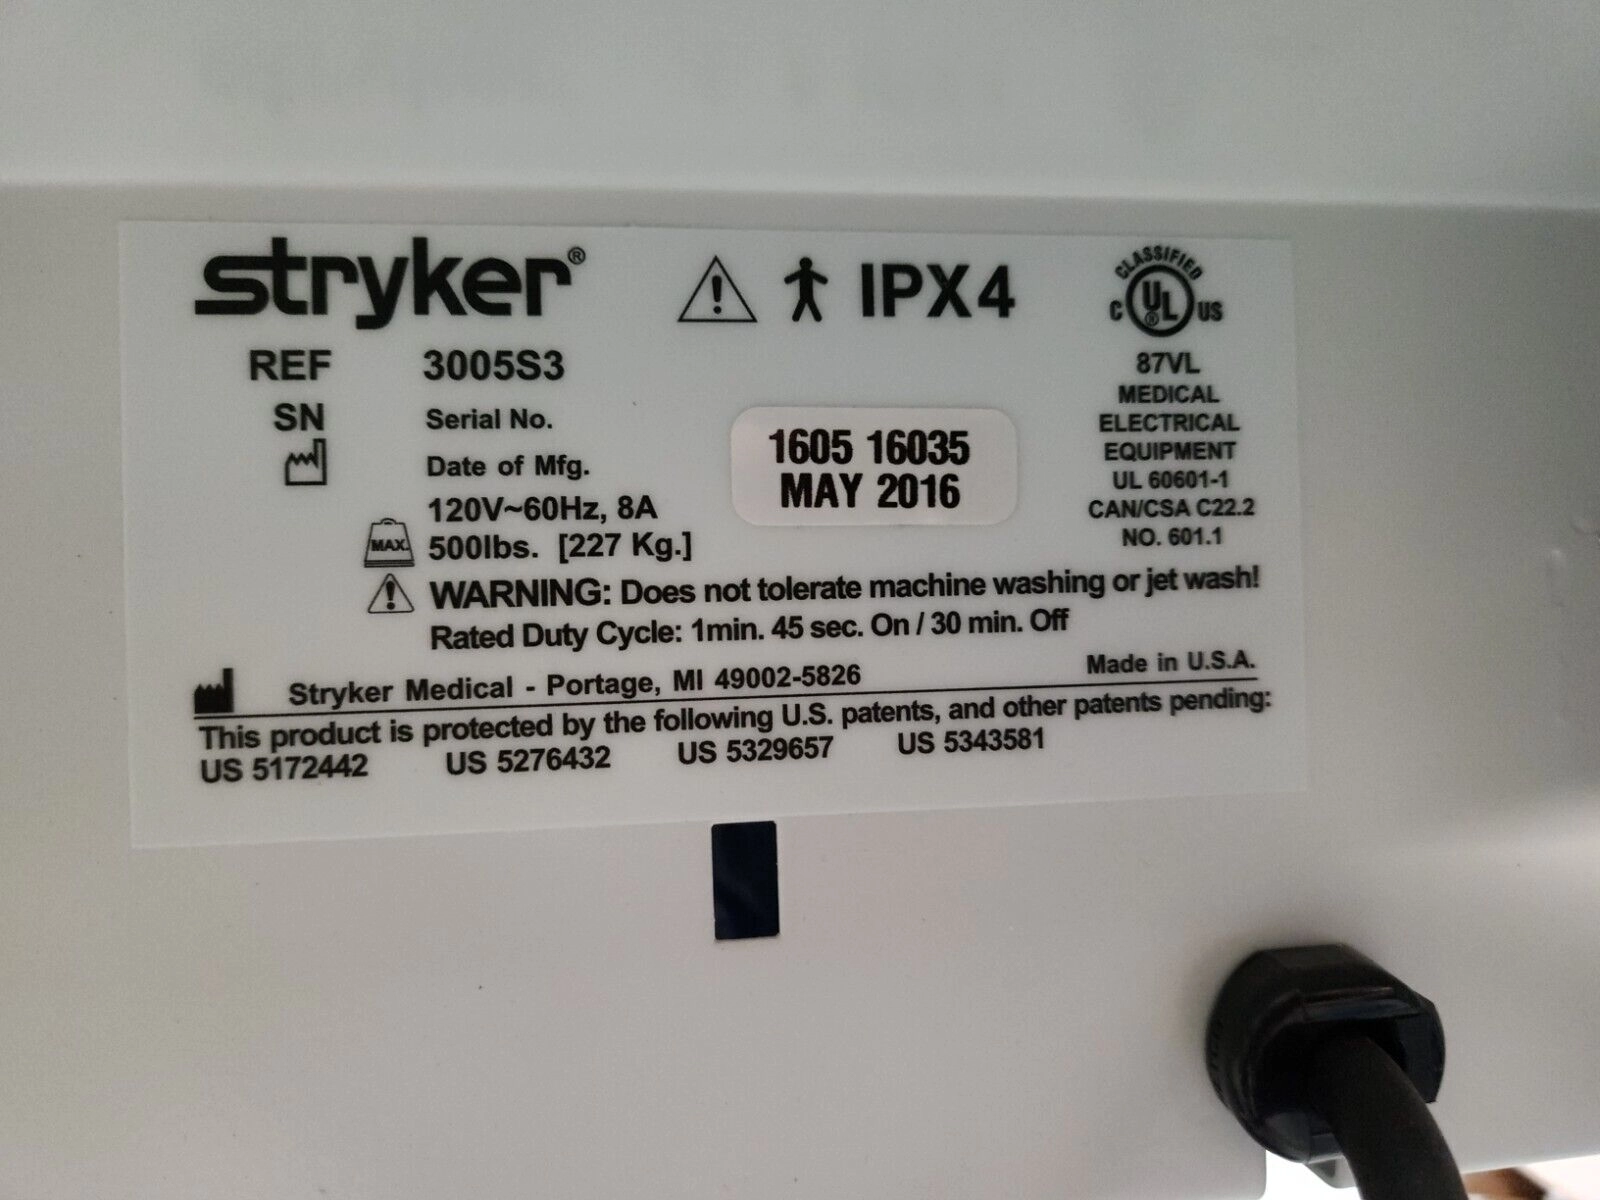 stryker®
! IPX4
REF 3005S3
SN Serial No.
Date of Mfg.
1605 16035
MAY 2016
120V~60Hz, 8A
MAX. 500lbs. [227 Kg.]
CLASSIFIED
C UL® US
87VL
MEDICAL
ELECTRICAL
EQUIPMENT
UL 60601-1
CAN/CSA C22.2
NO. 601.1
! WARNING: Does not tolerate machine washing or jet wash!
Rated Duty Cycle: 1min. 45 sec. On / 30 min. Off
Stryker Medical - Portage, MI 49002-5826 Made in U.S.A.
This product is protected by the following U.S. patents, and other patents pending:
US 5172442 US 5276432 US 5329657 US 5343581